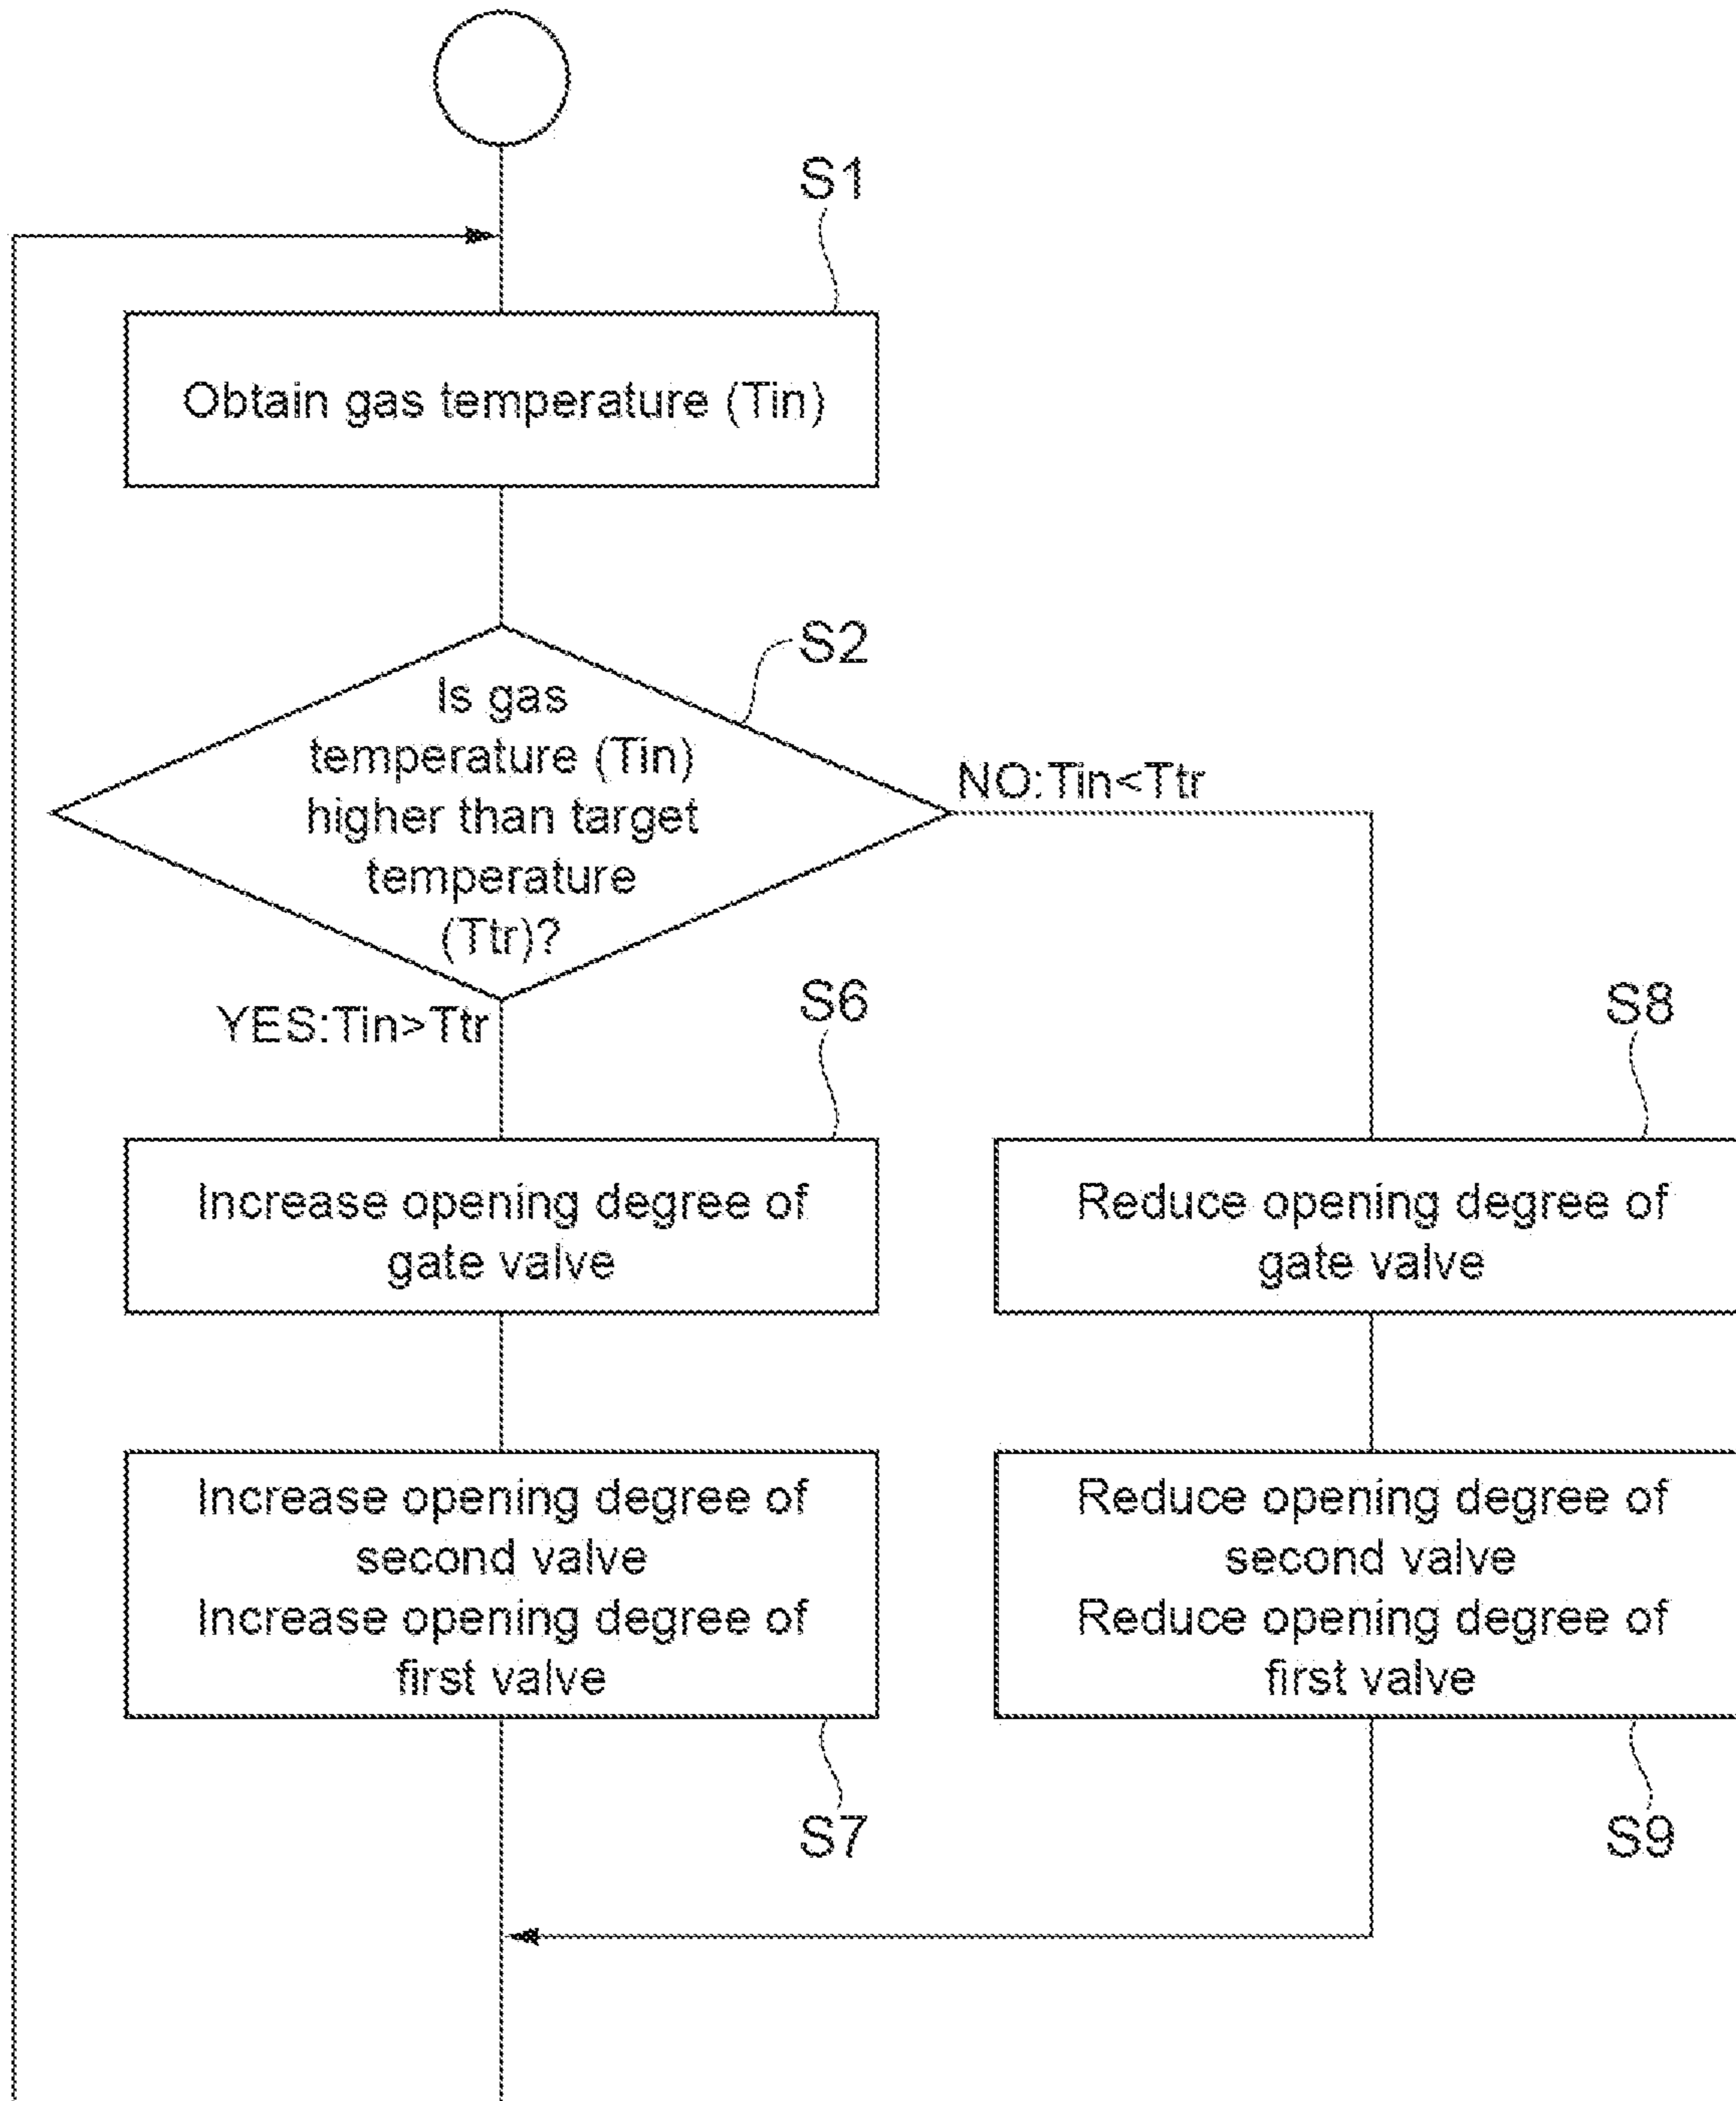 S1
Obtain gas temperature (Tin)
S2
Is gas
temperature (Tin)
higher than target
temperature
(Ttr)?
NO:Tin<Ttr
YES:Tin>Ttr
S6
S8
Increase opening degree of
gate valve
Reduce opening degree of
gate valve
Increase opening degree of
second valve
Increase opening degree of
first valve
Reduce opening degree of
second valve
Reduce opening degree of
first valve
S7
S9